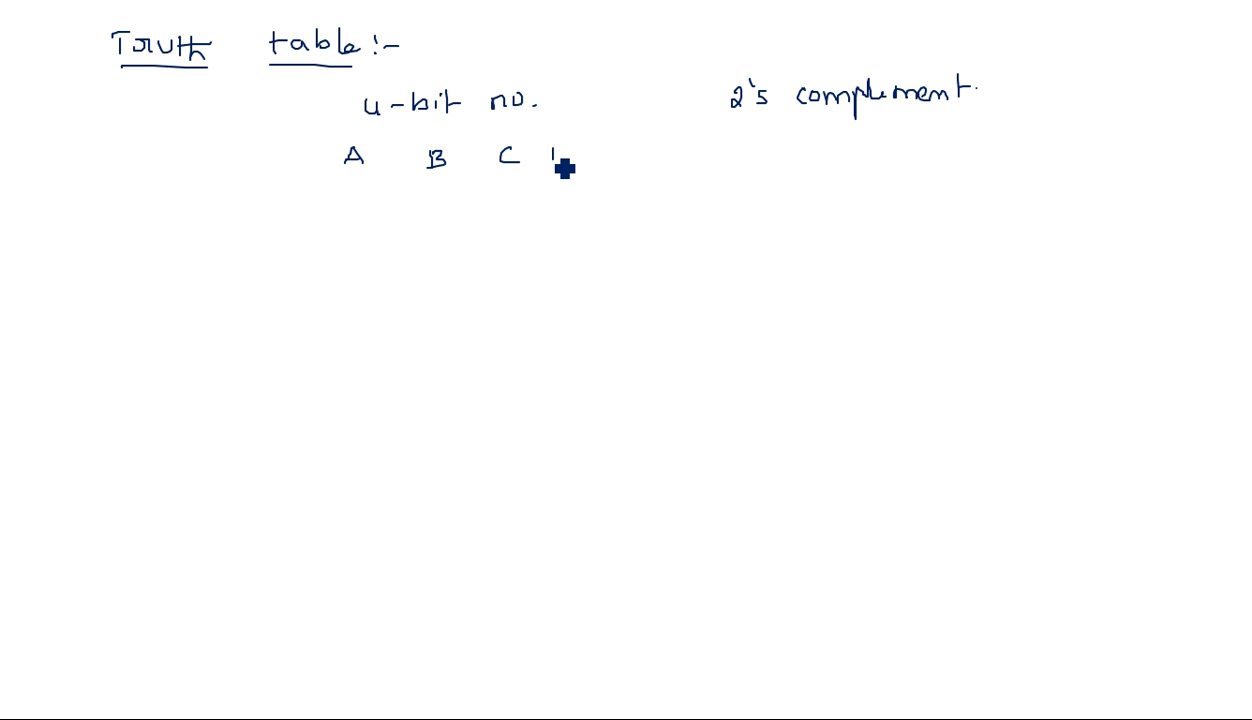 Truth table :-
4-bit no. 2's complement.
A B C